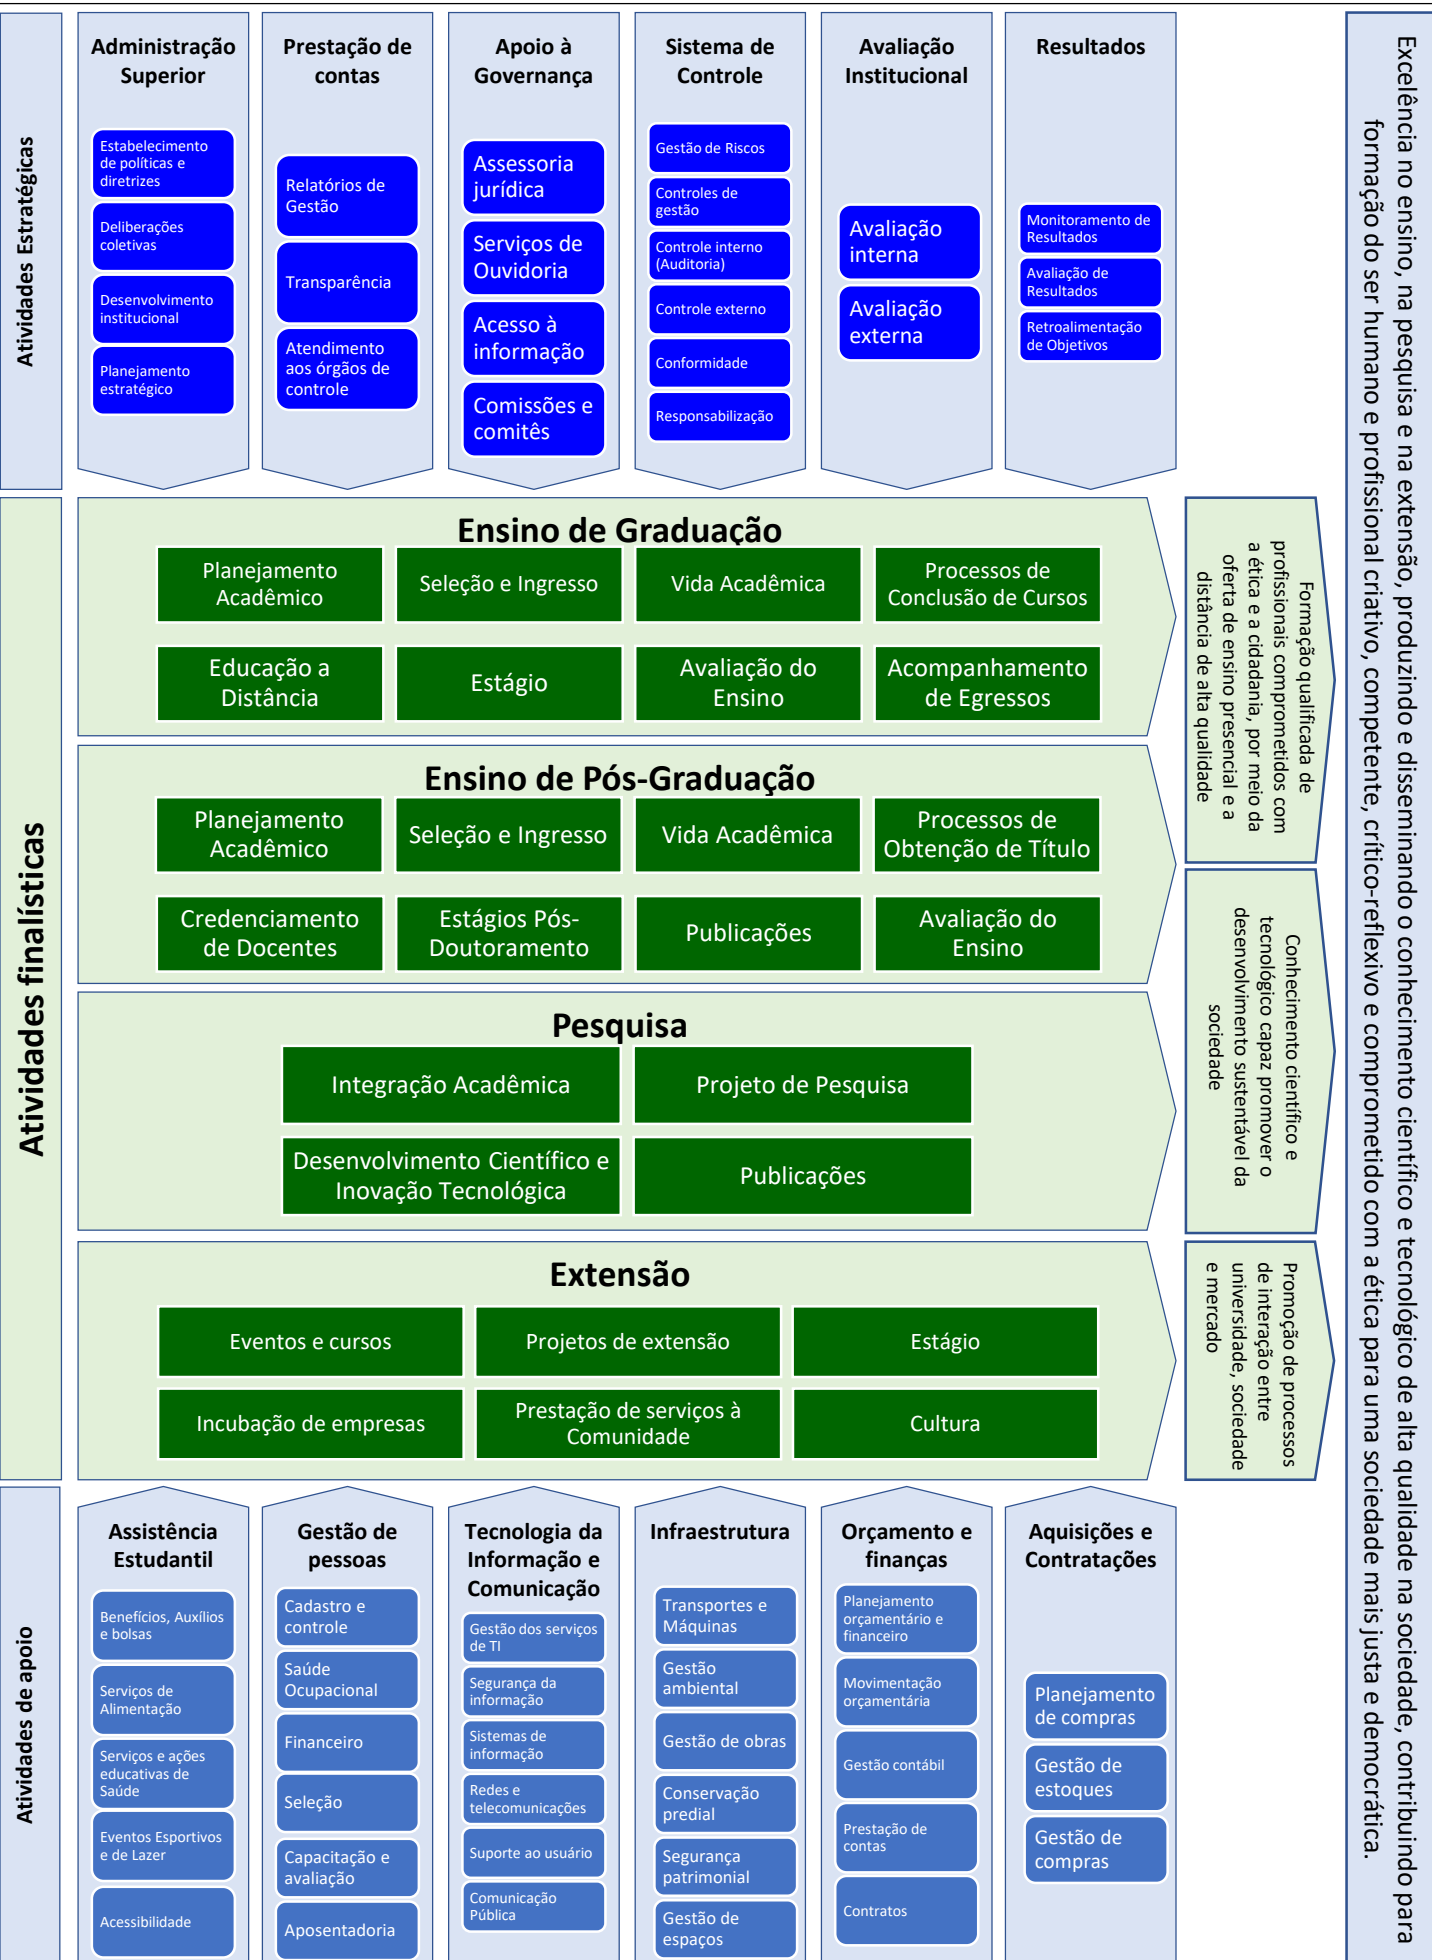 Atividades Estratégicas
Administração
Superior
Estabelecimento
de políticas e
diretrizes
Deliberações
coletivas
Desenvolvimento
institucional
Planejamento
estratégico
Prestação de
contas
Relatórios de
Gestão
Transparência
Atendimento
aos órgãos de
controle
Apoio à
Governança
Assessoria
jurídica
Serviços de
Ouvidoria
Acesso à
informação
Comissões e
comitês
Sistema de
Controle
Gestão de Riscos
Controles de
gestão
Controle interno
(Auditoria)
Controle externo
Conformidade
Responsabilização
Avaliação
Institucional
Avaliação
interna
Avaliação
externa
Resultados
Monitoramento de
Resultados
Avaliação de
Resultados
Retroalimentação
de Objetivos
Atividades finalísticas
Ensino de Graduação
Planejamento
Acadêmico
Seleção e Ingresso
Vida Acadêmica
Processos de
Conclusão de Cursos
Educação a
Distância
Estágio
Avaliação do
Ensino
Acompanhamento
de Egressos
Ensino de Pós-Graduação
Planejamento
Acadêmico
Seleção e Ingresso
Vida Acadêmica
Processos de
Obtenção de Título
Credenciamento
de Docentes
Estágios Pós-
Doutoramento
Publicações
Avaliação do
Ensino
Pesquisa
Integração Acadêmica
Projeto de Pesquisa
Desenvolvimento Científico e
Inovação Tecnológica
Publicações
Extensão
Eventos e cursos
Projetos de extensão
Estágio
Incubação de empresas
Prestação de serviços à
Comunidade
Cultura
Formação qualificada de
profissionais comprometidos com
a ética e a cidadania, por meio da
oferta de ensino presencial e a
distância de alta qualidade
Conhecimento científico e
tecnológico capaz promover o
desenvolvimento sustentável da
sociedade
Promoção de processos
de interação entre
universidade, sociedade
e mercado
Atividades de apoio
Assistência
Estudantil
Benefícios, Auxílios
e bolsas
Serviços de
Alimentação
Serviços e ações
educativas de
Saúde
Eventos Esportivos
e de Lazer
Acessibilidade
Gestão de
pessoas
Cadastro e
controle
Saúde
Ocupacional
Financeiro
Seleção
Capacitação e
avaliação
Aposentadoria
Tecnologia da
Informação e
Comunicação
Gestão dos serviços
de TI
Segurança da
informação
Sistemas de
informação
Redes e
telecomunicações
Suporte ao usuário
Comunicação
Pública
Infraestrutura
Transportes e
Máquinas
Gestão
ambiental
Gestão de obras
Conservação
predial
Segurança
patrimonial
Gestão de
espaços
Orçamento e
finanças
Planejamento
orçamentário e
financeiro
Movimentação
orçamentária
Gestão contábil
Prestação de
contas
Contratos
Aquisições e
Contratações
Planejamento
de compras
Gestão de
estoques
Gestão de
compras
Excelência no ensino, na pesquisa e na extensão, produzindo e disseminando o conhecimento científico e tecnológico de alta qualidade na sociedade, contribuindo para
formação do ser humano e profissional criativo, competente, crítico-reflexivo e comprometido com a ética para uma sociedade mais justa e democrática.